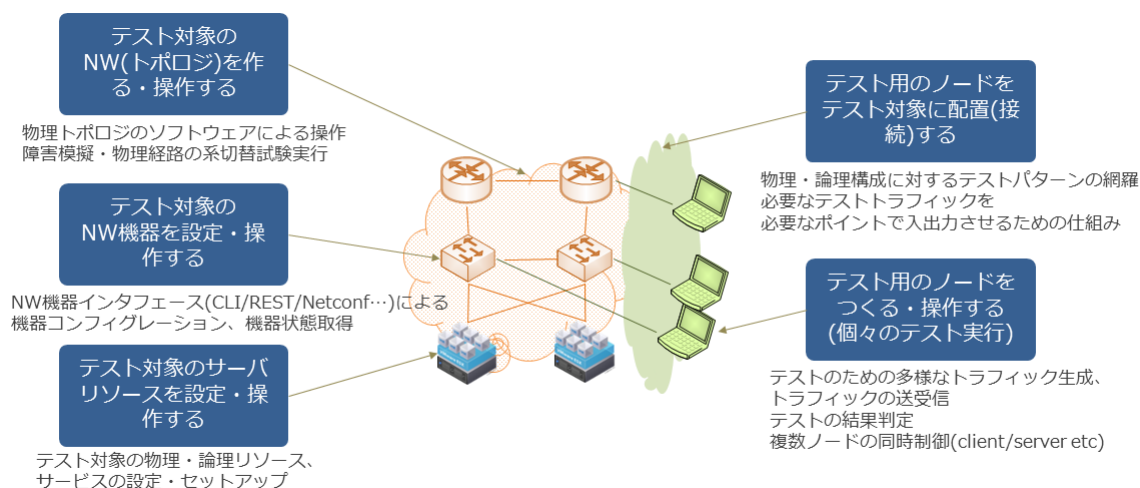 テスト対象の
NW(トポロジ)を作
る・操作する
物理トポロジのソフトウェアによる操作
障害模擬・物理経路の系切替試験実行
テスト対象の
NW機器を設定・操
作する
NW機器インタフェース(CLI/REST/Netconf…)による
機器コンフィグレーション、機器状態取得
テスト対象のサーバ
リソースを設定・操
作する
テスト対象の物理・論理リソース、
サービスの設定・セットアップ
テスト用のノードを
テスト対象に配置(接
続)する
物理・論理構成に対するテストパターンの網羅
必要なテストトラフィックを
必要なポイントで入出力させるための仕組み
テスト用のノードを
つくる・操作する
(個々のテスト実行)
テストのための多様なトラフィック生成、
トラフィックの送受信
テストの結果判定
複数ノードの同時制御(client/server etc)